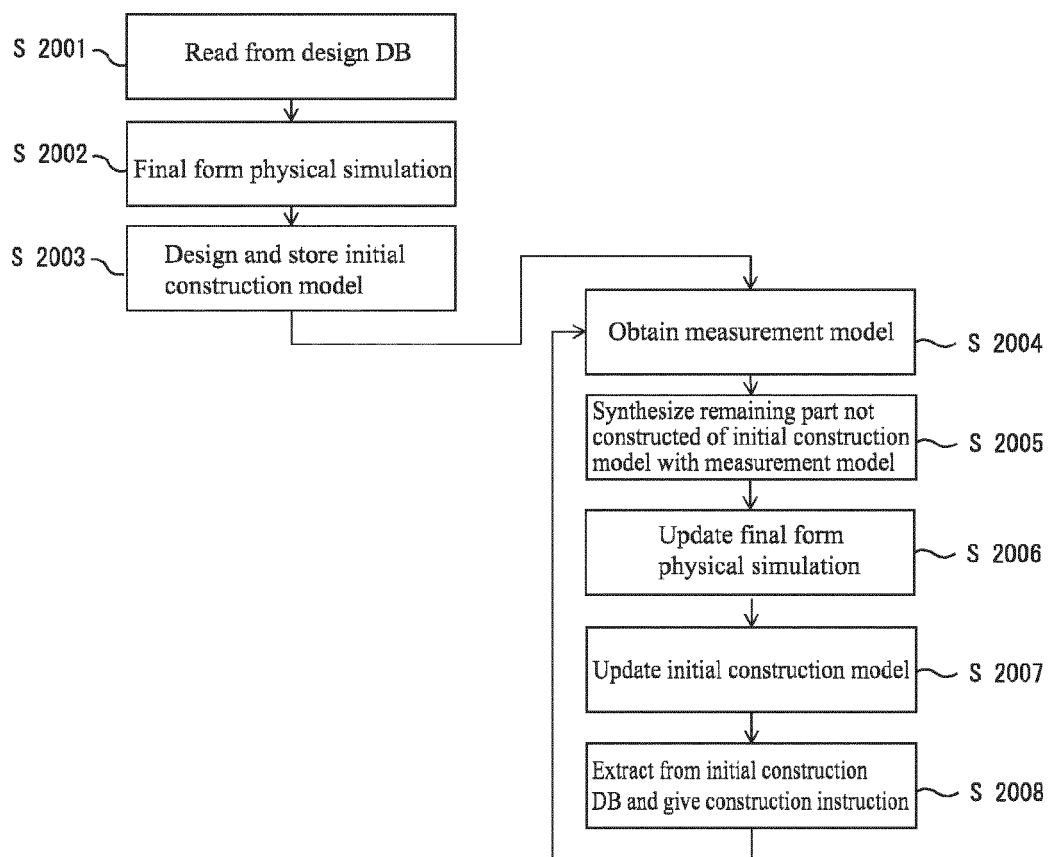 S 2001
Read from design DB
S 2002
Final form physical simulation
S 2003
Design and store initial
construction model
Obtain measurement model
S 2004
Synthesize remaining part not
constructed of initial construction
model with measurement model
S 2005
Update final form
physical simulation
S 2006
Update initial construction model
S 2007
Extract from initial construction
DB and give construction instruction
S 2008